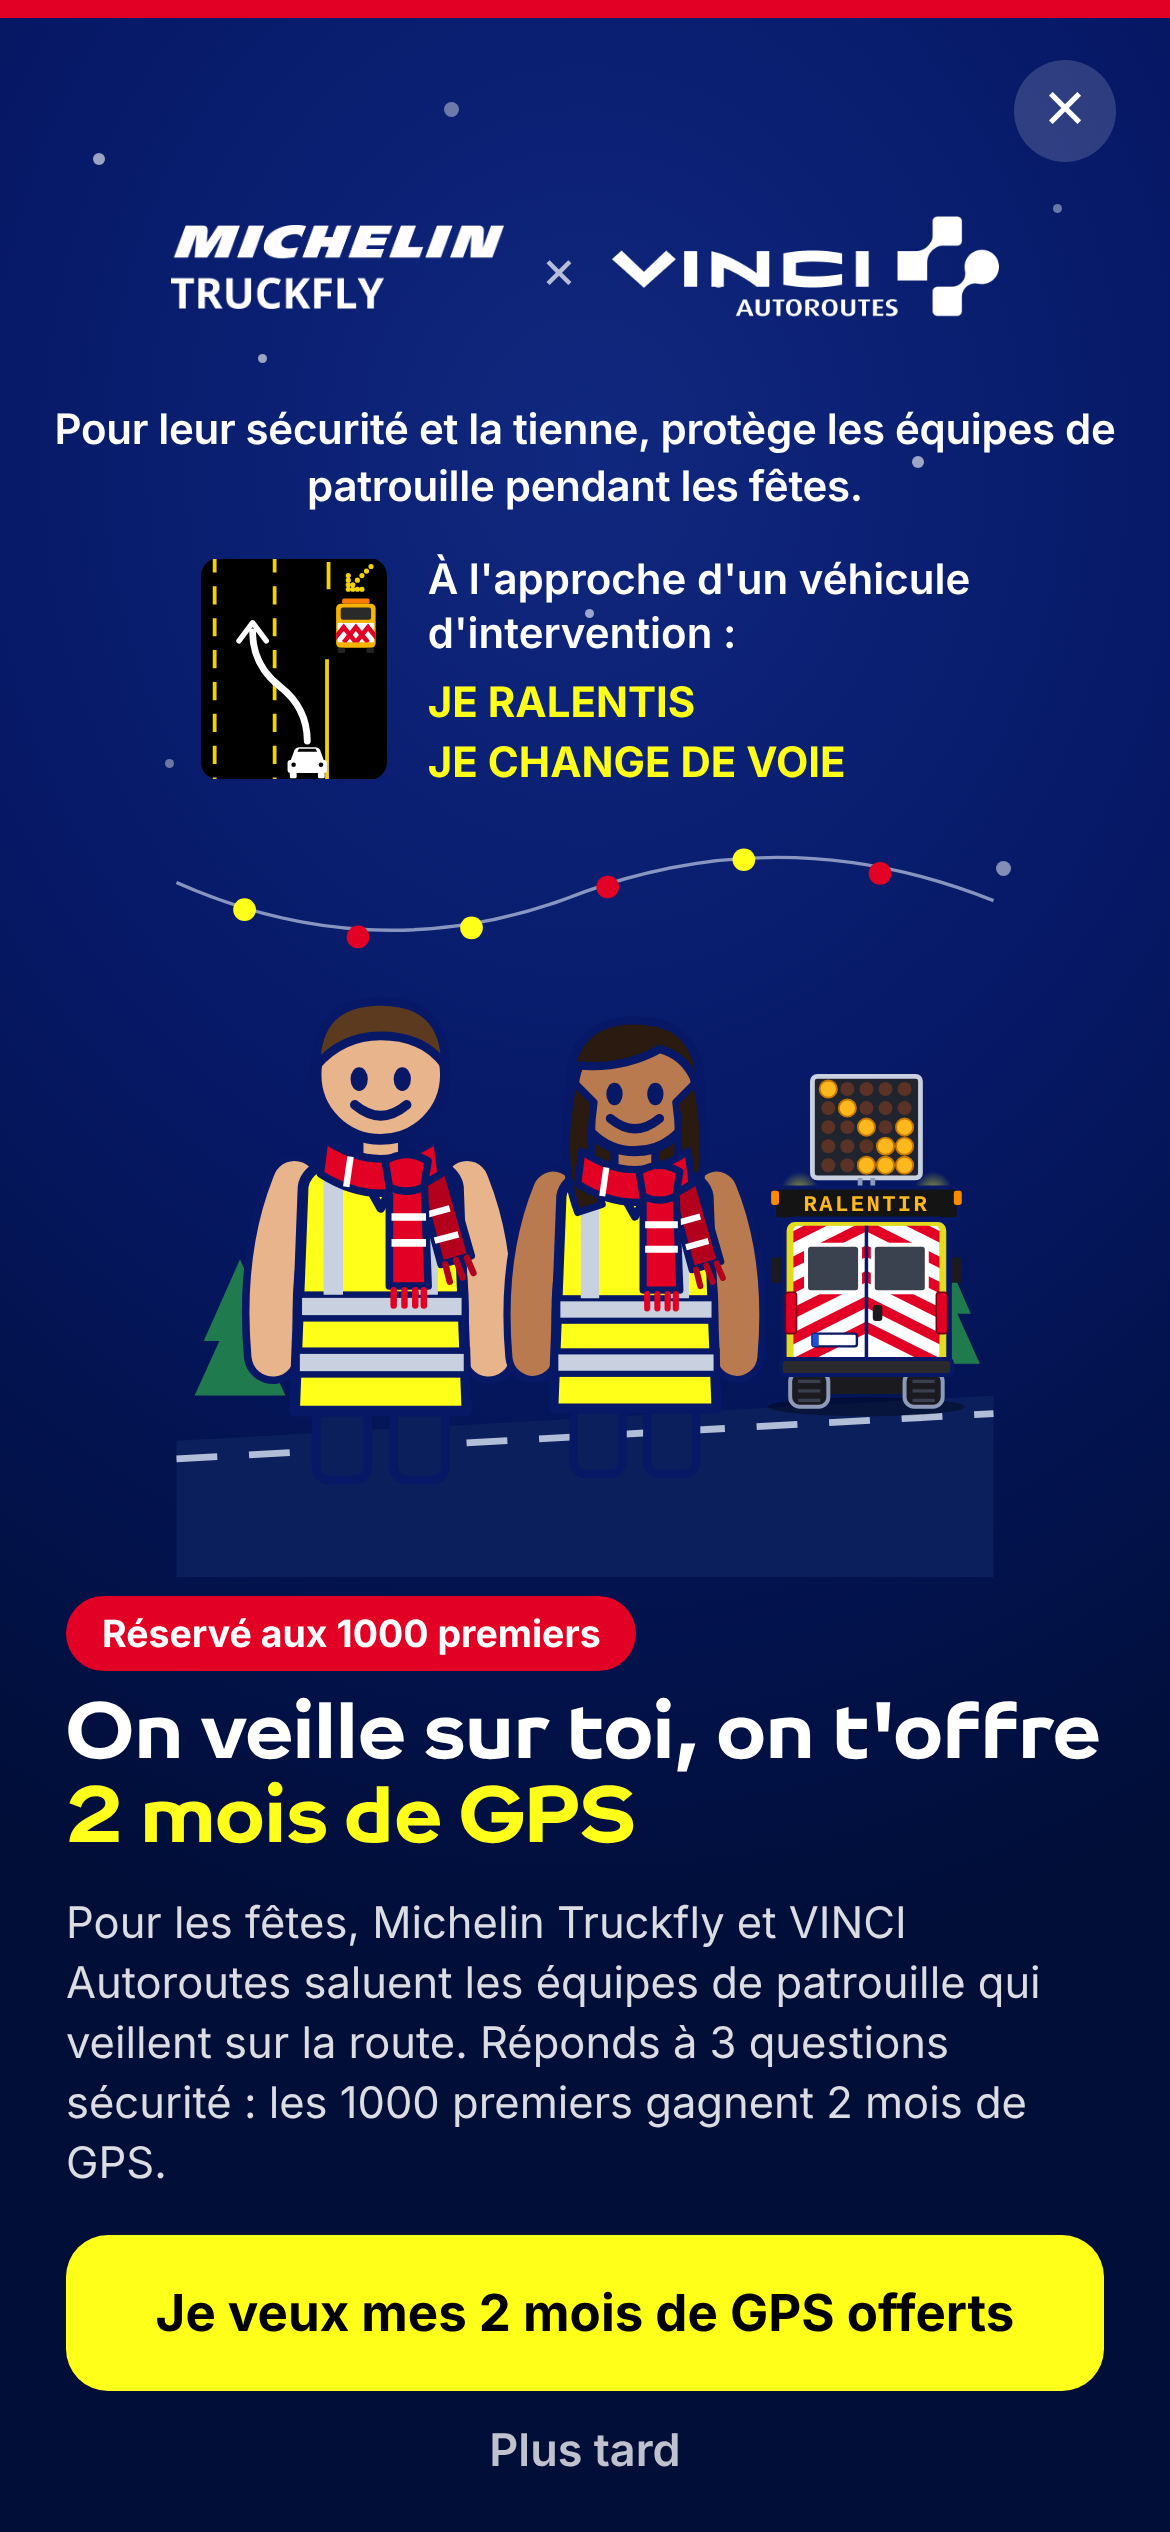 MICHELIN
TRUCKFLY
×
VINCI
AUTOROUTES
Pour leur sécurité et la tienne, protège les équipes de
patrouille pendant les fêtes.
À l'approche d'un véhicule
d'intervention :
JE RALENTIS
JE CHANGE DE VOIE
RALENTIR
Réservé aux 1000 premiers
On veille sur toi, on t'offre
2 mois de GPS
Pour les fêtes, Michelin Truckfly et VINCI
Autoroutes saluent les équipes de patrouille qui
veillent sur la route. Réponds à 3 questions
sécurité : les 1000 premiers gagnent 2 mois de
GPS.
Je veux mes 2 mois de GPS offerts
Plus tard